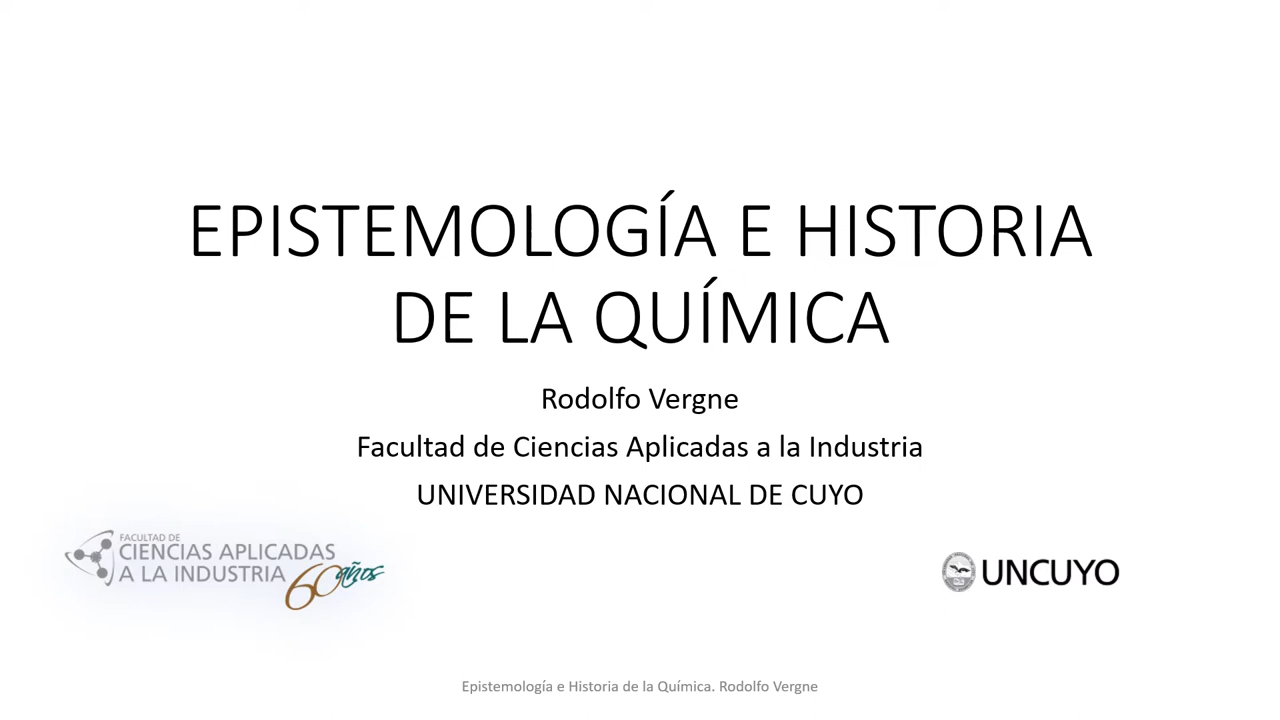 EPISTEMOLOGÍA E HISTORIA
DE LA QUÍMICA
Rodolfo Vergne
Facultad de Ciencias Aplicadas a la Industria
UNIVERSIDAD NACIONAL DE CUYO
FACULTAD DE
CIENCIAS APLICADAS
A LA INDUSTRIA
60 años
UNCUYO
Epistemología e Historia de la Química. Rodolfo Vergne